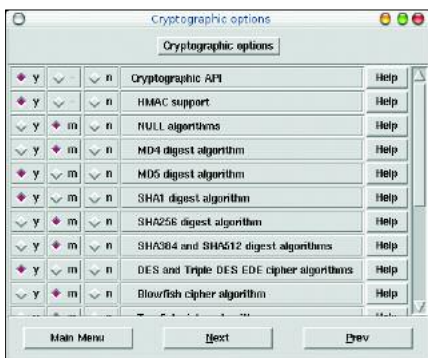 Cryptographic options
Cryptographic options
y - n Cryptographic API Help
y - n HMAC support Help
y m n NULL algorithms Help
y m n MD4 digest algorithm Help
y m n MD5 digest algorithm Help
y m n SHA1 digest algorithm Help
y m n SHA256 digest algorithm Help
y m n SHA384 and SHA512 digest algorithms Help
y m n DES and Triple DES EDE cipher algorithms Help
y m n Blowfish cipher algorithm Help
Main Menu Next Prev